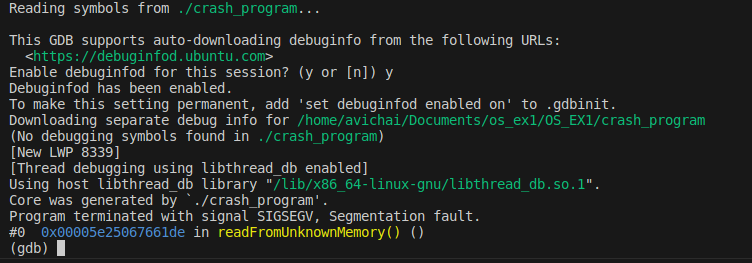 Reading symbols from ./crash_program...
This GDB supports auto-downloading debuginfo from the following URLs:
<https://debuginfod.ubuntu.com>
Enable debuginfod for this session? (y or [n]) y
Debuginfod has been enabled.
To make this setting permanent, add 'set debuginfod enabled on' to .gdbinit.
Downloading separate debug info for /home/avichai/Documents/os_ex1/OS_EX1/crash_program
(No debugging symbols found in ./crash_program)
[New LWP 8339]
[Thread debugging using libthread_db enabled]
Using host libthread_db library "/lib/x86_64-linux-gnu/libthread_db.so.1".
Core was generated by `./crash_program'.
Program terminated with signal SIGSEGV, Segmentation fault.
#0  0x00005e25067661de in readFromUnknownMemory() ()
(gdb)